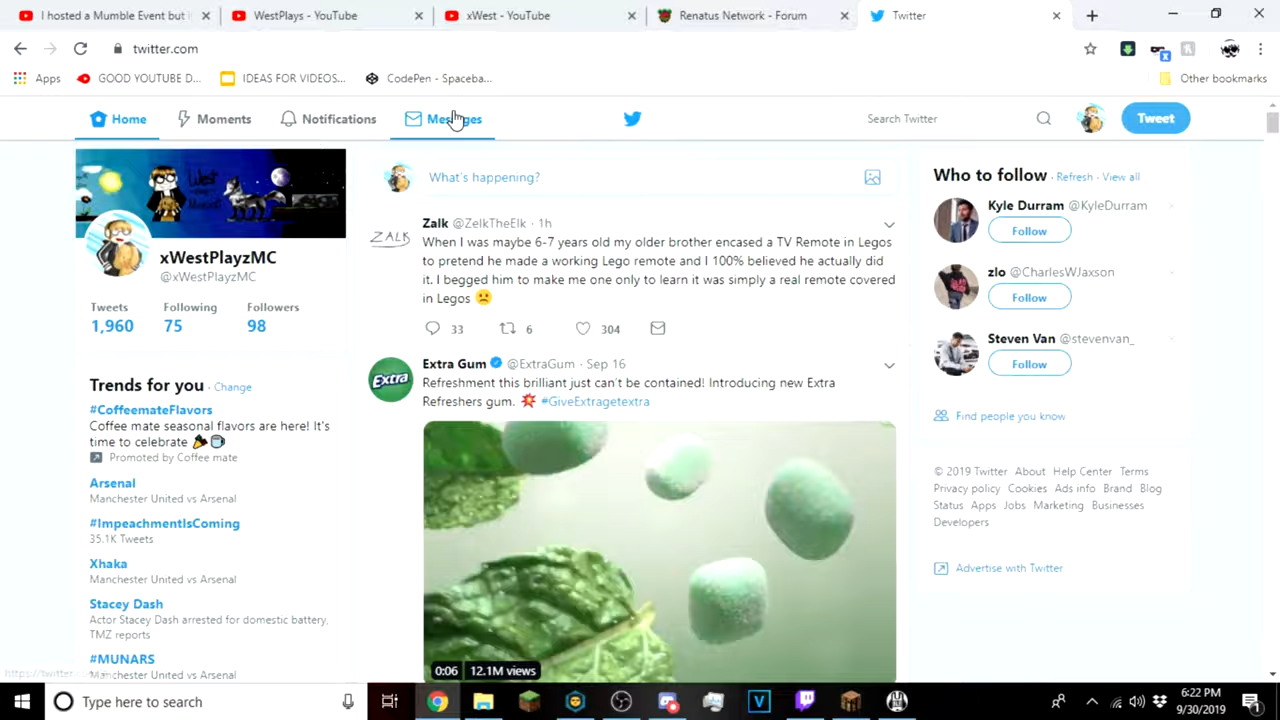 I hosted a Mumble Event but i
WestPlays - YouTube
xWest - YouTube
Renatus Network - Forum
Twitter
twitter.com
Apps
GOOD YOUTUBE D...
IDEAS FOR VIDEOS...
CodePen - Spaceba...
Other bookmarks
Home
Moments
Notifications
Messages
Search Twitter
Tweet
What's happening?
Zalk @ZelkTheElk · 1h
ZALK
When I was maybe 6-7 years old my older brother encased a TV Remote in Legos
to pretend he made a working Lego remote and I 100% believed he actually did
it. I begged him to make me one only to learn it was simply a real remote covered
in Legos
33
6
304
Extra Gum @ExtraGum · Sep 16
Extra
Refreshment this brilliant just can't be contained! Introducing new Extra
Refreshers gum. #GiveExtragetextra
0:06
12.1M views
xWestPlayzMC
@xWestPlayzMC
Tweets Following Followers
1,960 75 98
Trends for you · Change
#CoffeemateFlavors
Coffee mate seasonal flavors are here! It's
time to celebrate
Promoted by Coffee mate
Arsenal
Manchester United vs Arsenal
#ImpeachmentIsComing
35.1K Tweets
Xhaka
Manchester United vs Arsenal
Stacey Dash
Actor Stacey Dash arrested for domestic battery,
TMZ reports
#MUNARS
Manchester United vs Arsenal
Who to follow · Refresh · View all
Kyle Durram @KyleDurram
Follow
zlo @CharlesWJaxson
Follow
Steven Van @stevenvan_
Follow
Find people you know
© 2019 Twitter About Help Center Terms
Privacy policy Cookies Ads info Brand Blog
Status Apps Jobs Marketing Businesses
Developers
Advertise with Twitter
Type here to search
6:22 PM
9/30/2019